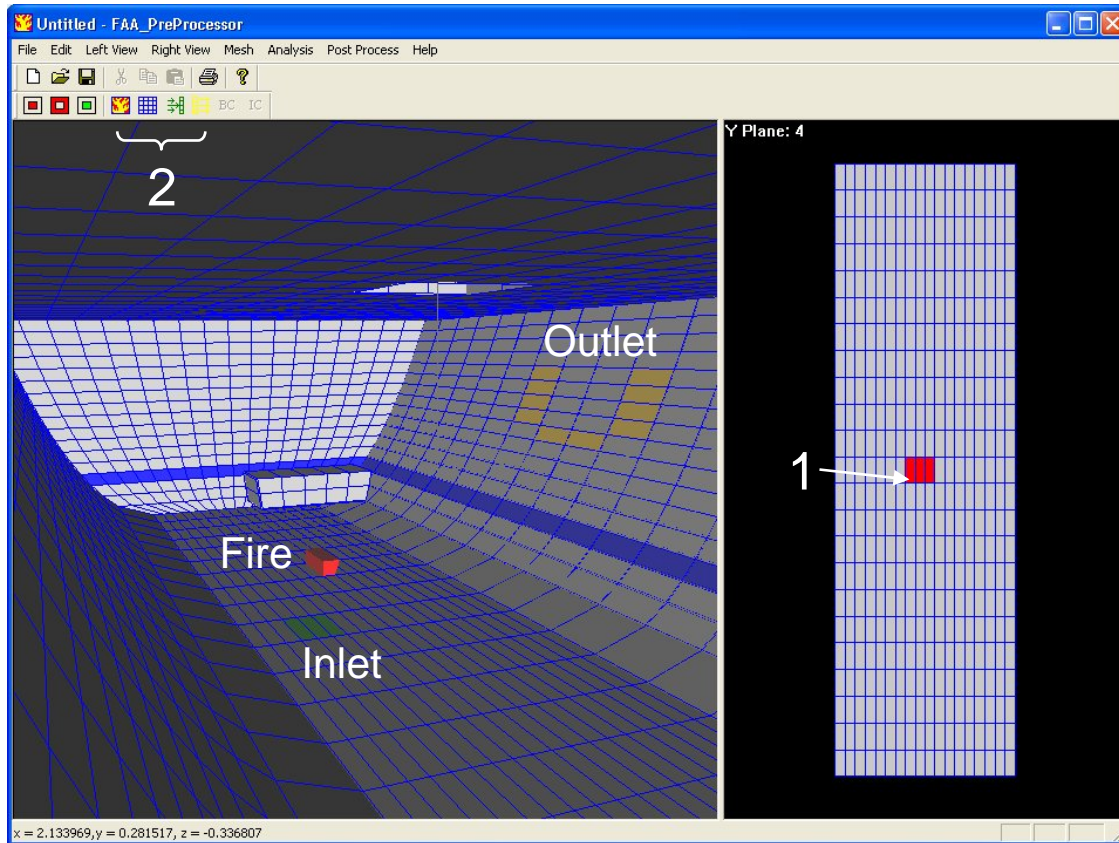 Untitled - FAA_PreProcessor
File Edit Left View Right View Mesh Analysis Post Process Help
BC IC
Y Plane: 4
2
Outlet
1
Fire
Inlet
x = 2.133969,y = 0.281517, z = -0.336807